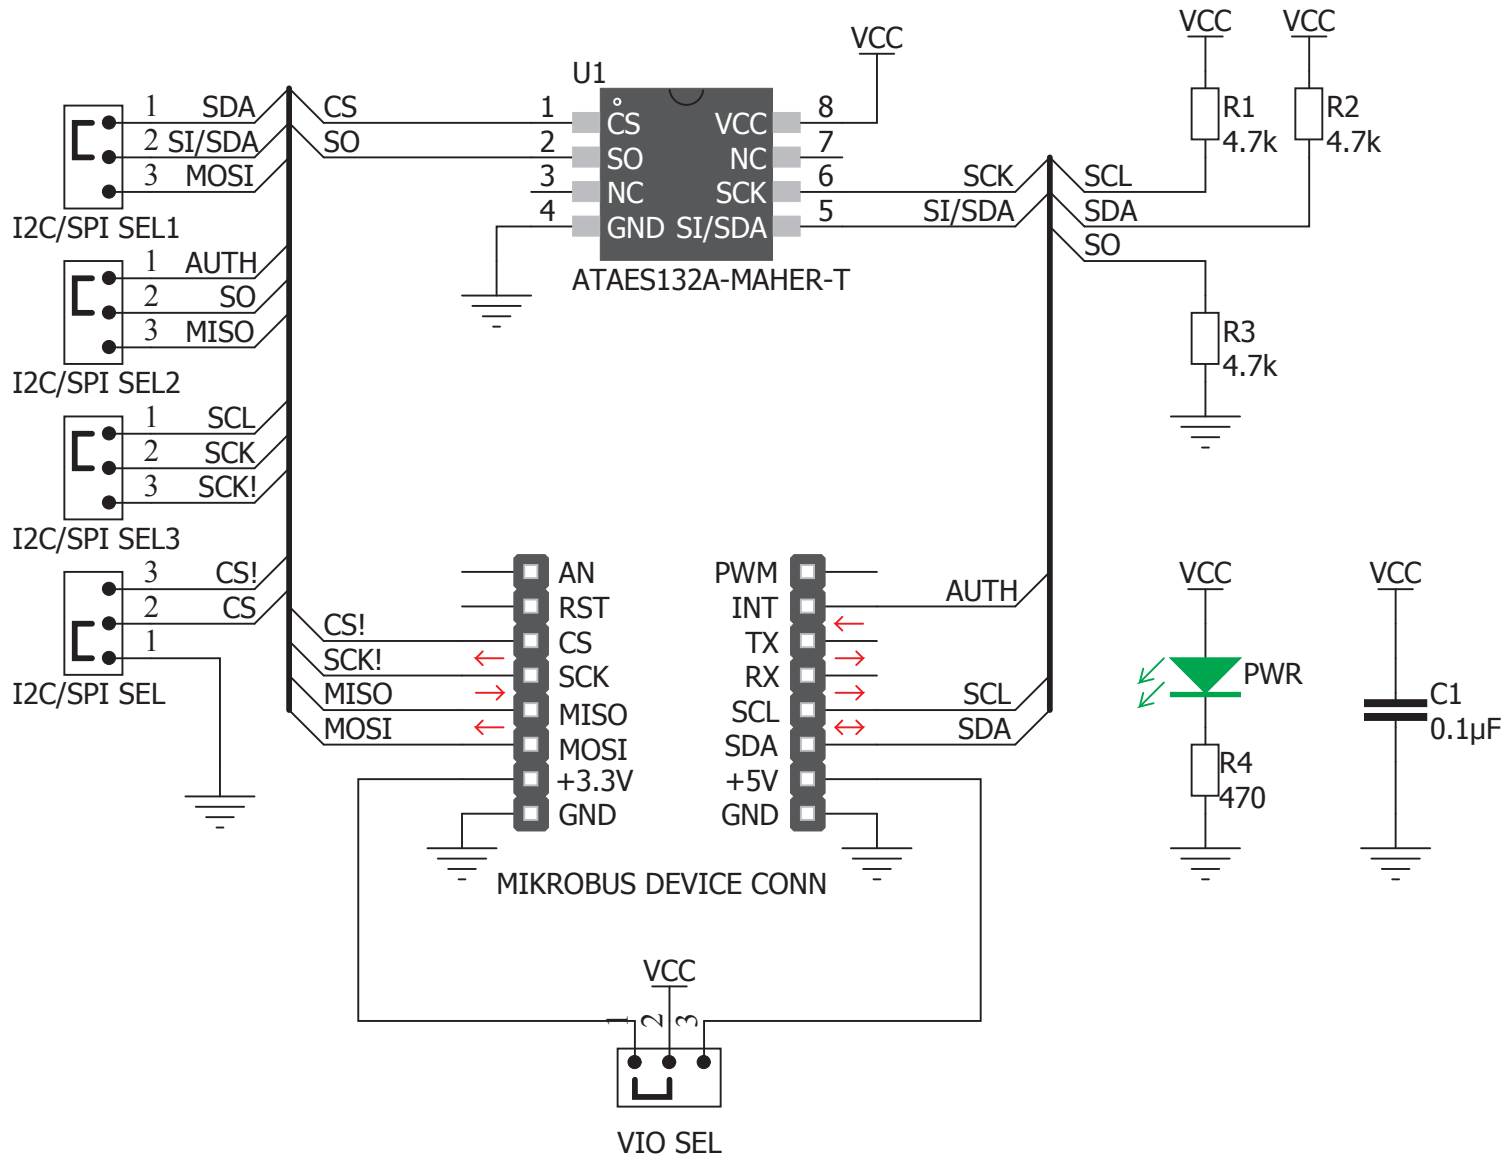 VCC
VCC
VCC
U1
1 SDA
2 SI/SDA
3 MOSI
I2C/SPI SEL1
CS
SO
1
2
3
4
CS
SO
NC
GND
VCC
NC
SCK
SI/SDA
8
7
6
5
ATAES132A-MAHER-T
SCK
SI/SDA
SCL
SDA
SO
R1
4.7k
R2
4.7k
R3
4.7k
1 AUTH
2 SO
3 MISO
I2C/SPI SEL2
1 SCL
2 SCK
3 SCK!
I2C/SPI SEL3
3 CS!
2 CS
1
I2C/SPI SEL
CS!
SCK!
MISO
MOSI
AN
RST
CS
SCK
MISO
MOSI
+3.3V
GND
PWM
INT
TX
RX
SCL
SDA
+5V
GND
AUTH
SCL
SDA
MIKROBUS DEVICE CONN
VCC
PWR
R4
470
VCC
C1
0.1µF
VCC
1 2 3
VIO SEL